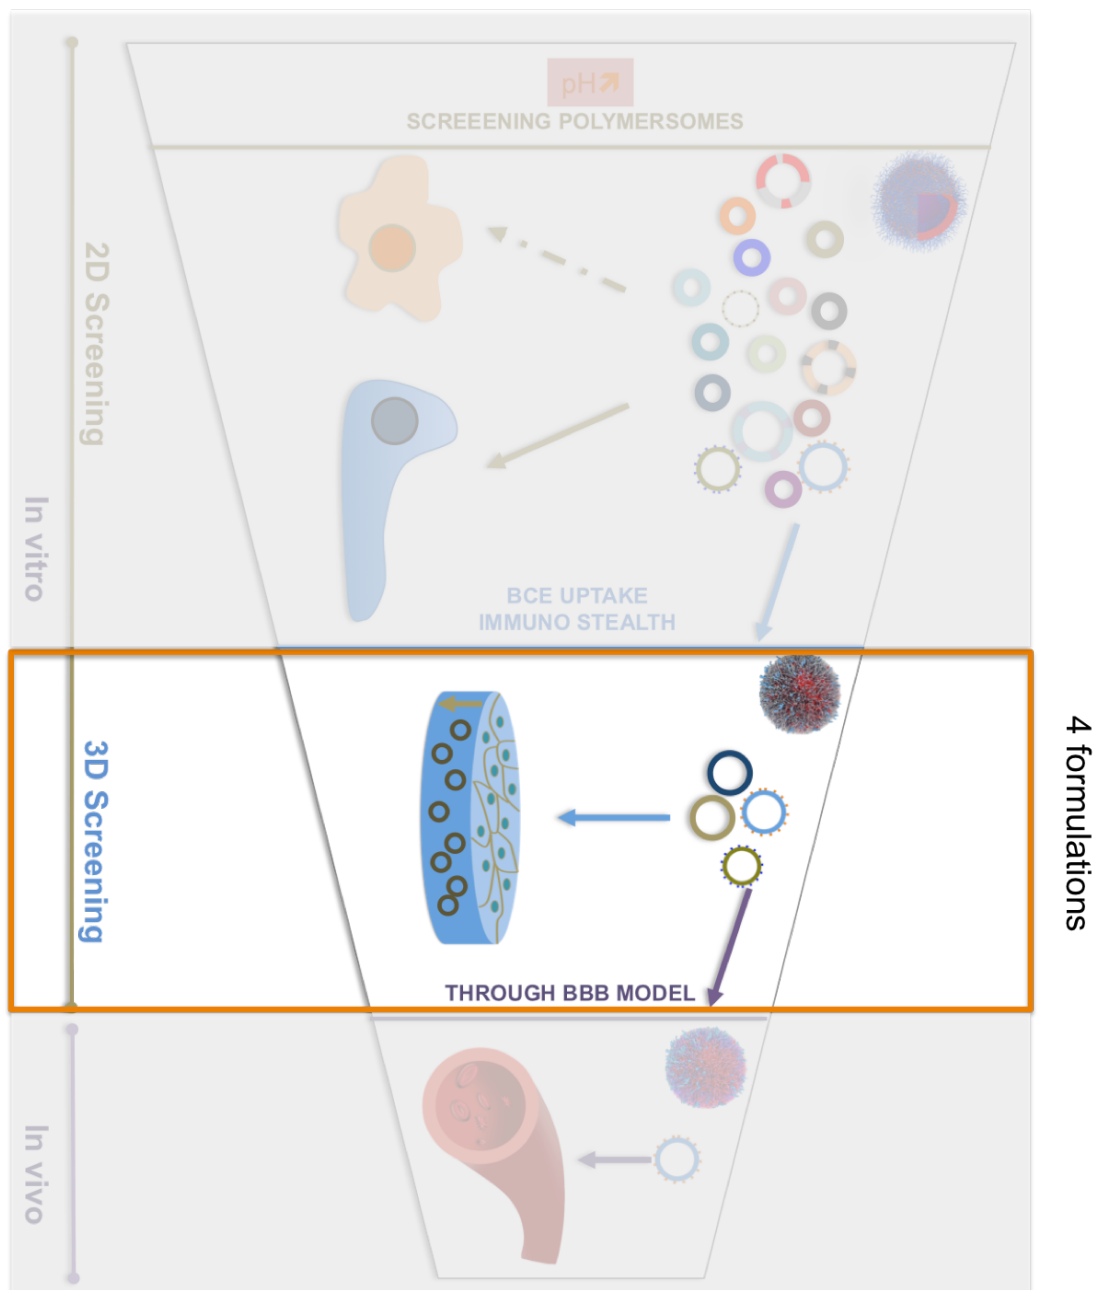 pH
SCREEENING POLYMERSOMES
2D Screening
In vitro
BCE UPTAKE
IMMUNO STEALTH
3D Screening
4 formulations
THROUGH BBB MODEL
In vivo